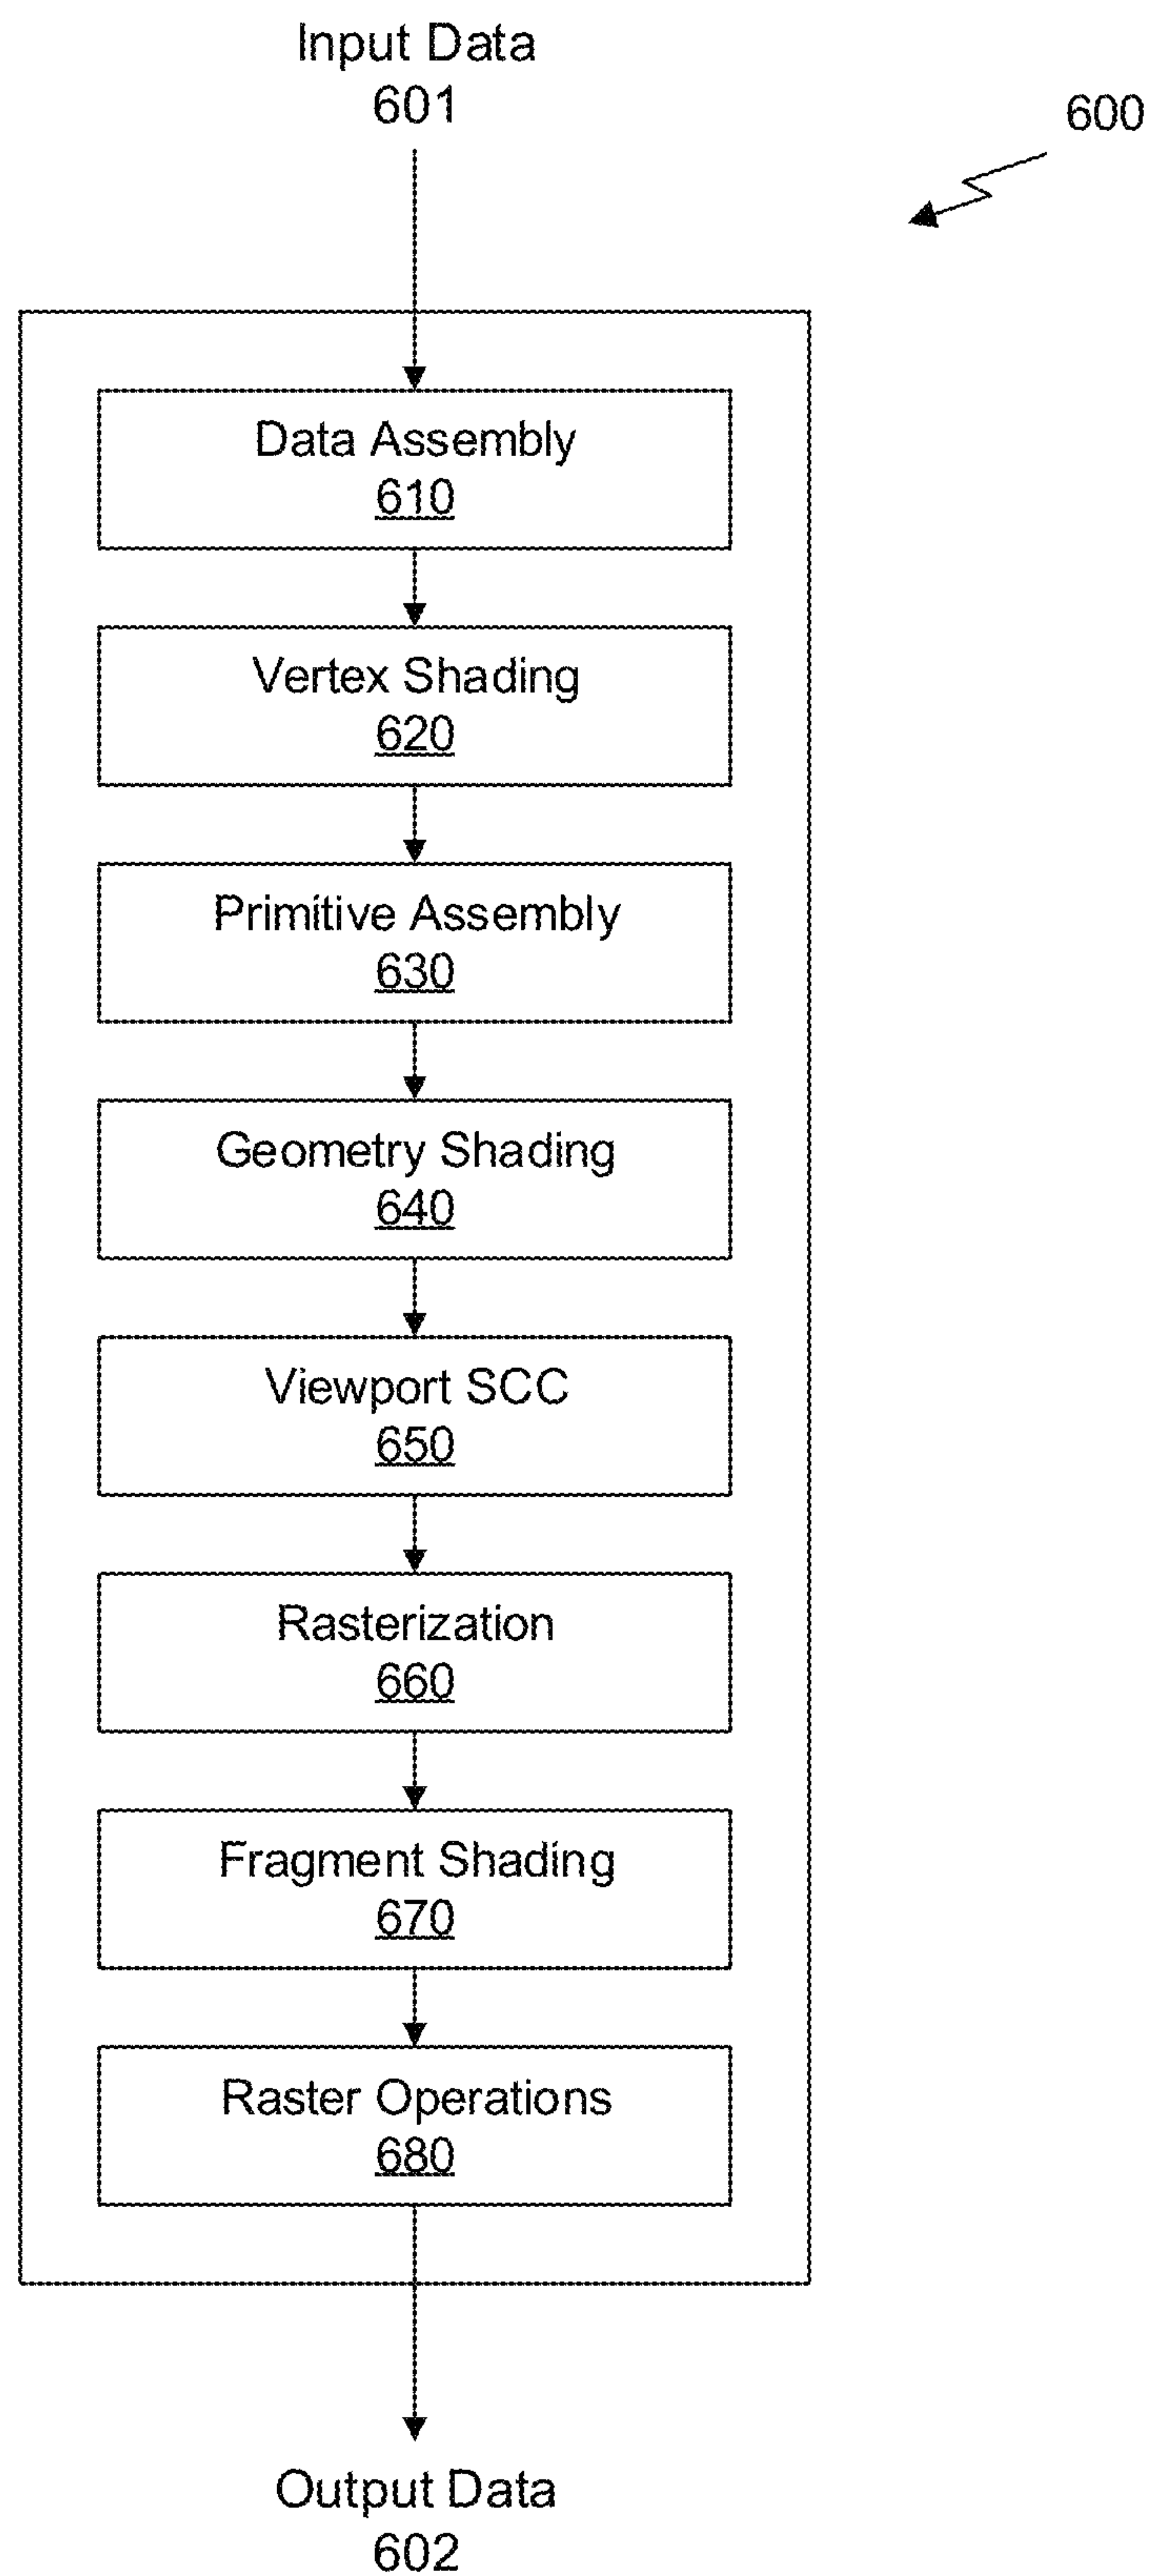 Input Data
601
600
Data Assembly
610
Vertex Shading
620
Primitive Assembly
630
Geometry Shading
640
Viewport SCC
650
Rasterization
660
Fragment Shading
670
Raster Operations
680
Output Data
602